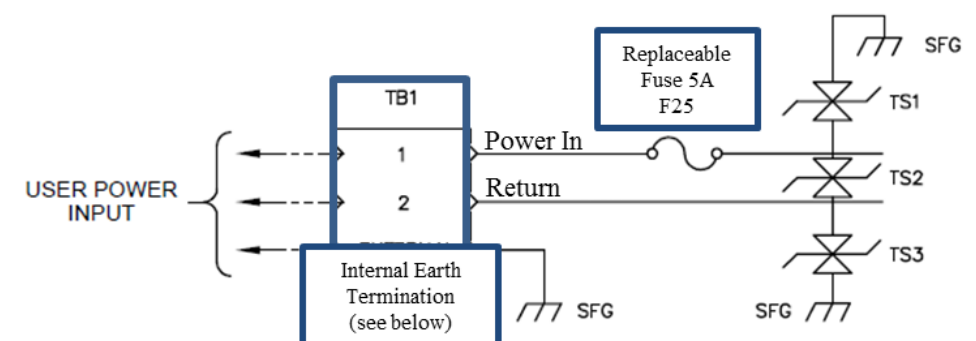 Replaceable
Fuse 5A
F25
SFG
TB1
TS1
1
Power In
USER POWER
INPUT
2
Return
TS2
Internal Earth
Termination
(see below)
SFG
SFG
TS3